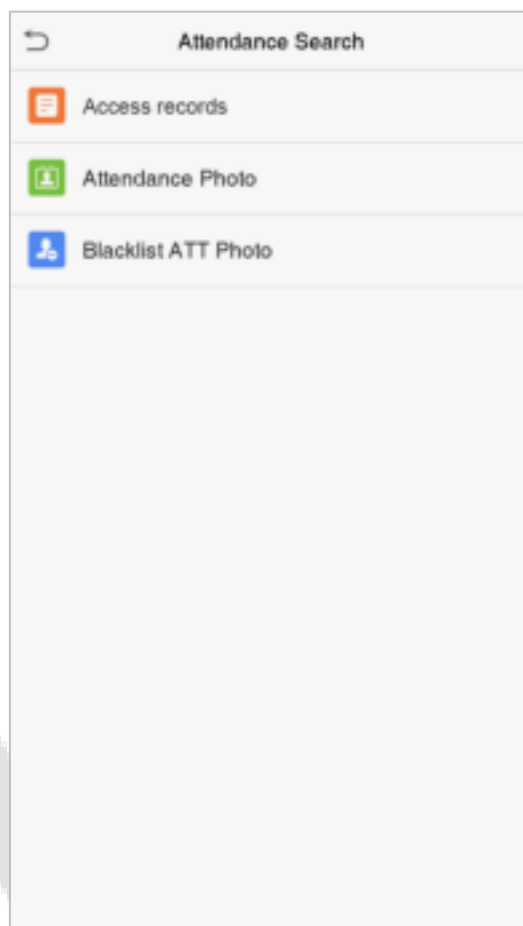 Attendance Search
Access records
Attendance Photo
Blacklist ATT Photo